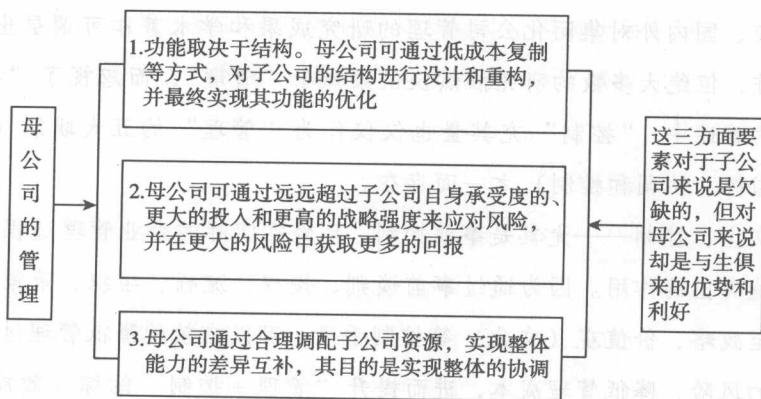 母公司的管理
1.功能取决于结构。母公司可通过低成本复制
等方式，对子公司的结构进行设计和重构，
并最终实现其功能的优化
2.母公司可通过远远超过子公司自身承受度的、
更大的投入和更高的战略强度来应对风险，
并在更大的风险中获取更多的回报
3.母公司通过合理调配子公司资源，实现整体
能力的差异互补，其目的是实现整体的协调
这三方面要
素对于子公
司来说是欠
缺的，但对
母公司来说
却是与生俱
来的优势和
利好